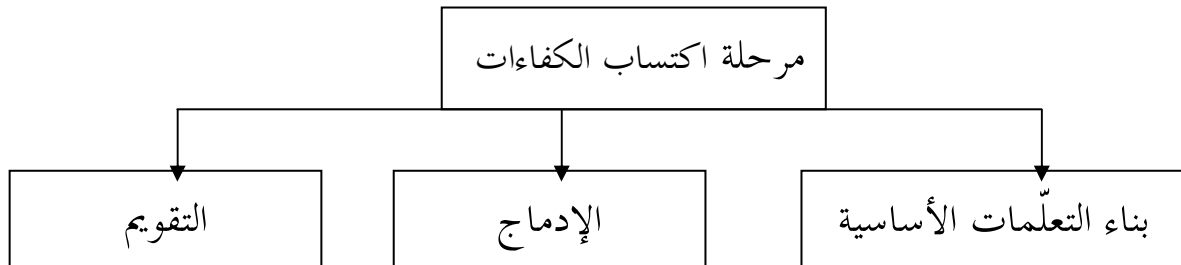 مرحلة اكتساب الكفاءات
بناء التعلّمات الأساسية
الإدماج
التقويم